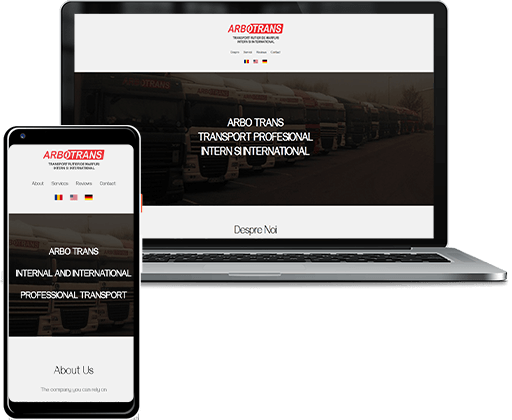 ARBOTRANS
TRANSPORT RUTIER DE MARFURI
INTERN SI INTERNATIONAL
Despre Servicii Reviews Contact
ARBO TRANS
TRANSPORT PROFESIONAL
INTERN SI INTERNATIONAL
Despre Noi
ARBOTRANS
TRANSPORT RUTIER DE MARFURI
INTERN SI INTERNATIONAL
About Services Reviews Contact
ARBO TRANS
INTERNAL AND INTERNATIONAL
PROFESSIONAL TRANSPORT
About Us
The company you can rely on